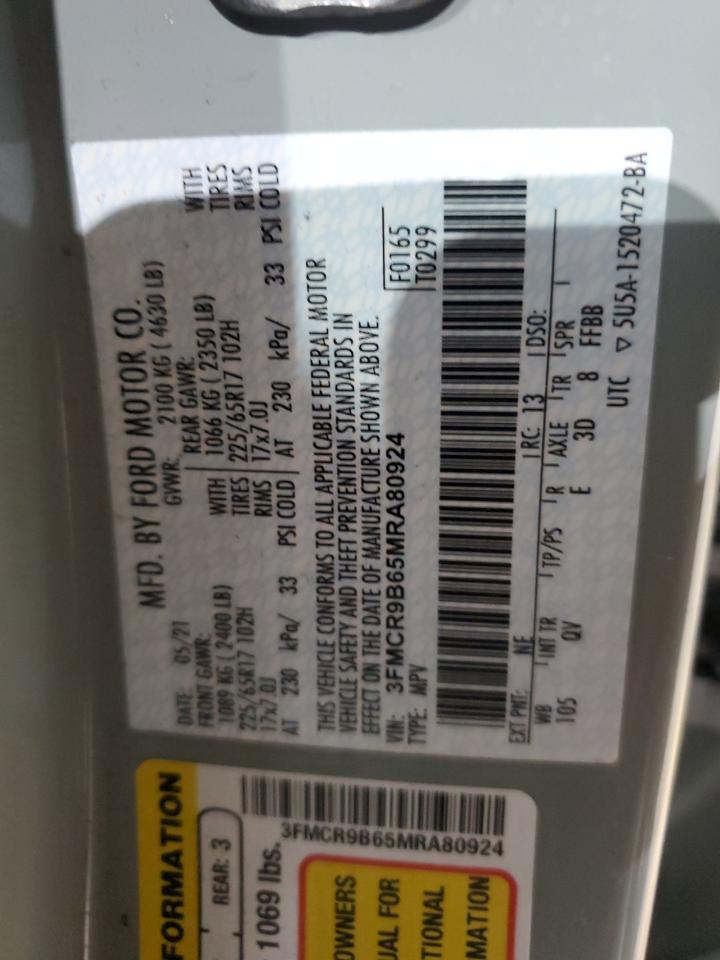 MFD. BY FORD MOTOR CO.
DATE: 05/21 GVWR: 2100 KG ( 4630 LB)
FRONT GAWR: REAR GAWR:
1089 KG ( 2400 LB) WITH 1066 KG ( 2350 LB) WITH
225/65R17 102H TIRES 225/65R17 102H TIRES
17x7.0J RIMS 17x7.0J RIMS
AT 230 kPa/ 33 PSI COLD AT 230 kPa/ 33 PSI COLD
THIS VEHICLE CONFORMS TO ALL APPLICABLE FEDERAL MOTOR
VEHICLE SAFETY AND THEFT PREVENTION STANDARDS IN
EFFECT ON THE DATE OF MANUFACTURE SHOWN ABOVE.
VIN: 3FMCR9B65MRA80924 F0165
TYPE: MPV T0299
EXT PNT: NE RC: 13 DSO:
WB INT TR TP/PS R AXLE TR SPR
105 QV E 3D 8 FFBB
UTC ▽ 5U5A-1520472-BA
FORMATION
REAR: 3
1069 lbs.
3FMCR9B65MRA80924
OWNERS
UAL FOR
TIONAL
MATION